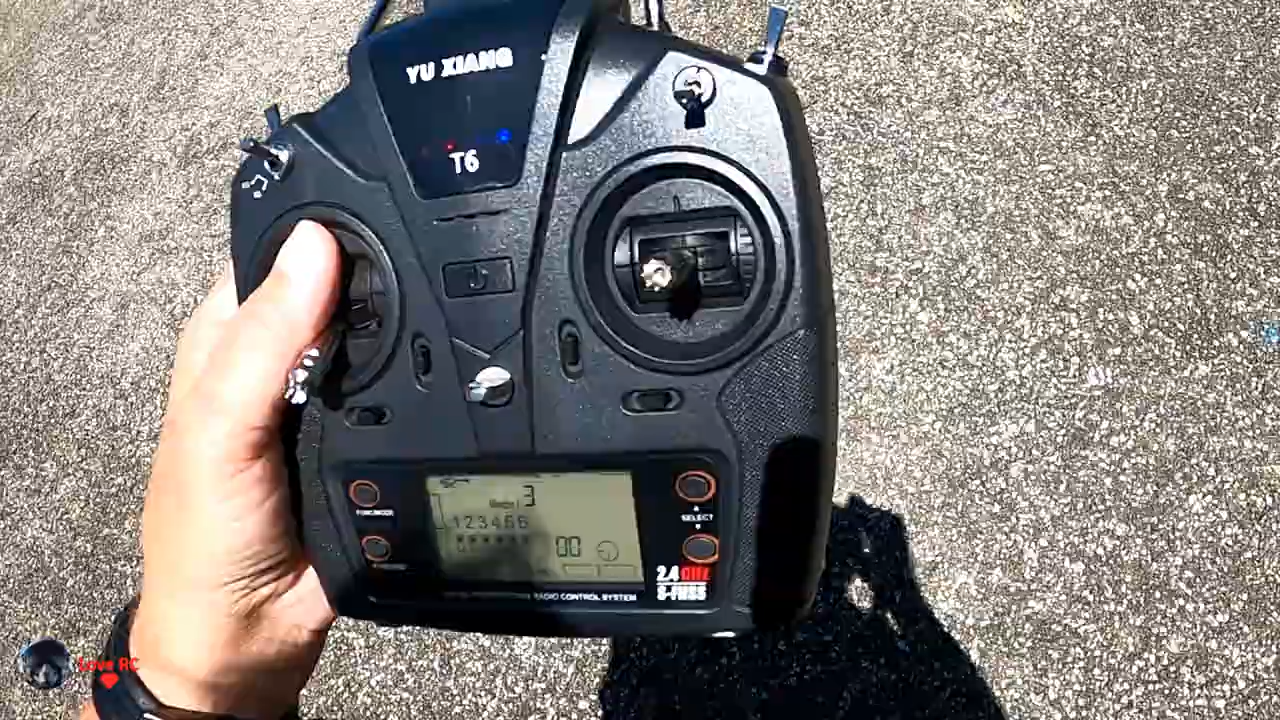 YU XIANG
T6
3
123456
00
SELECT
2.4GHz
S-FHSS
RADIO CONTROL SYSTEM
Love RC